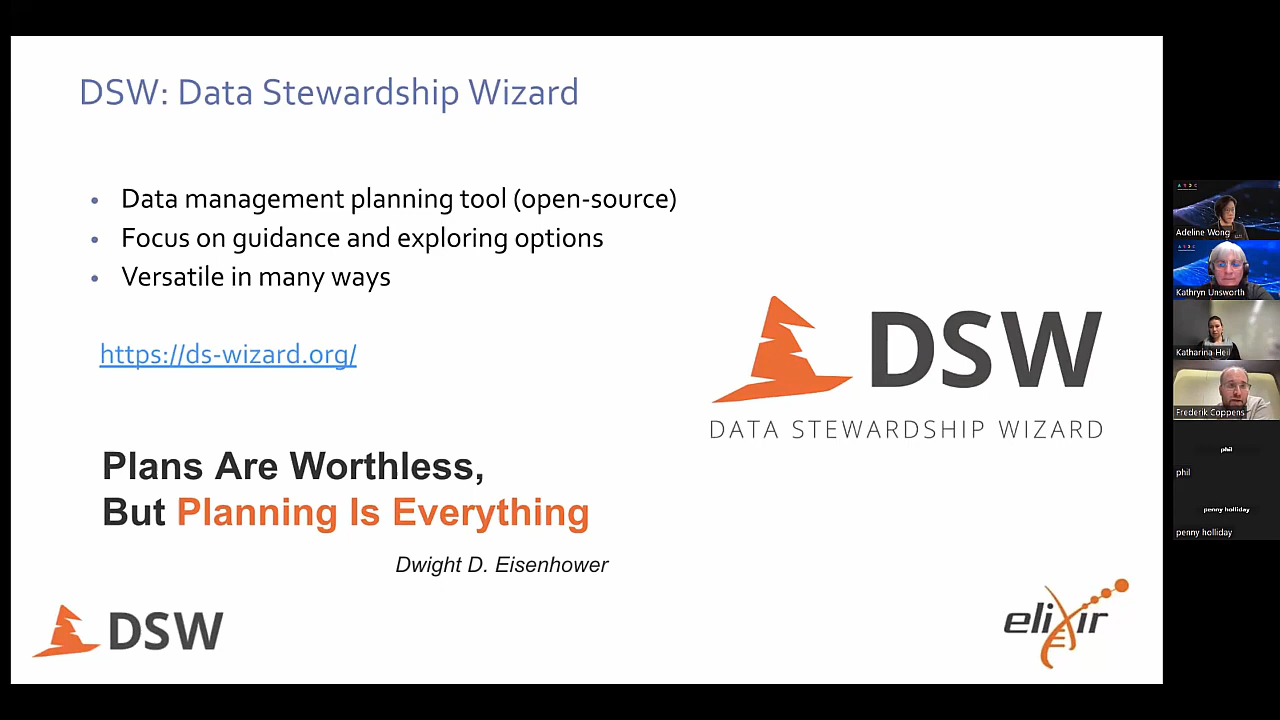 DSW: Data Stewardship Wizard
• Data management planning tool (open-source)
• Focus on guidance and exploring options
• Versatile in many ways
https://ds-wizard.org/
DSW
DATA STEWARDSHIP WIZARD
Plans Are Worthless,
But Planning Is Everything
Dwight D. Eisenhower
DSW
elixir
Adeline Wong
Kathryn Unsworth
Katharina Heil
Frederik Coppens
phil
phil
penny holliday
penny holliday